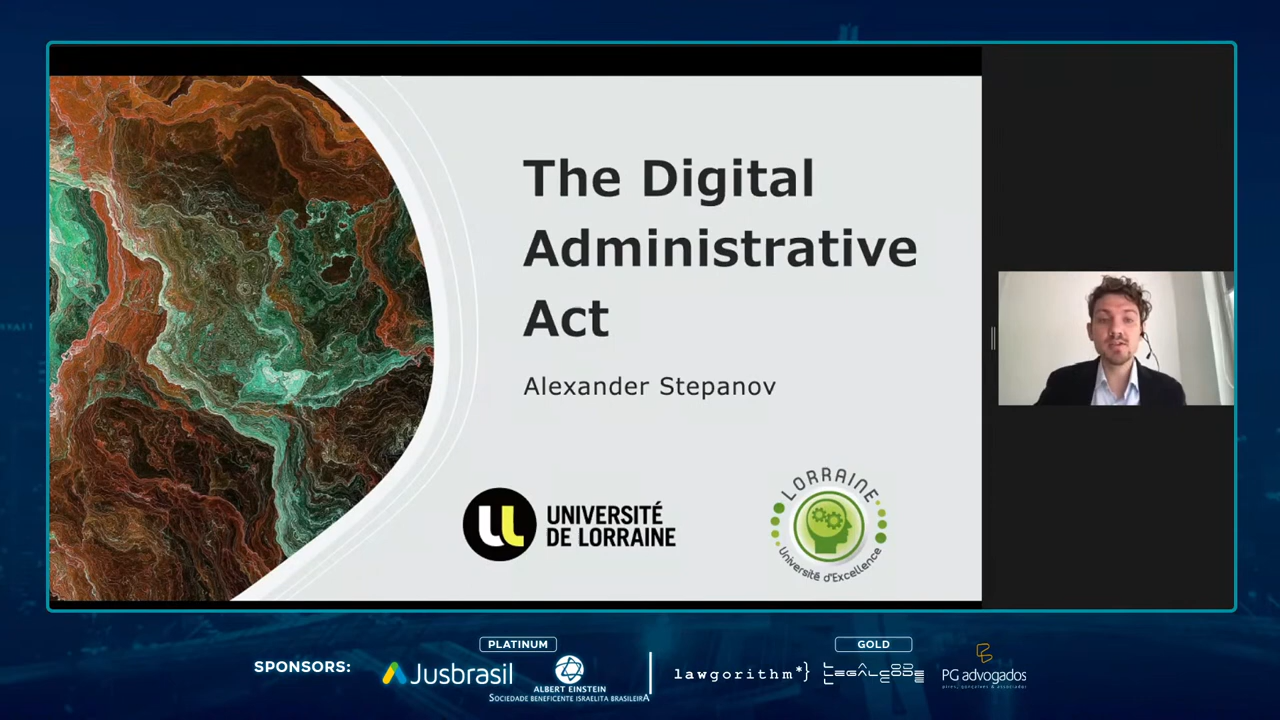 The Digital
Administrative
Act
Alexander Stepanov
UNIVERSITÉ
DE LORRAINE
LORRAINE
Université d'Excellence
SPONSORS:
PLATINUM
Jusbrasil
ALBERT EINSTEIN
SOCIEDADE BENEFICENTE ISRAELITA BRASILEIRA
GOLD
lawgorithm*}
LEGALCODE
PG advogados